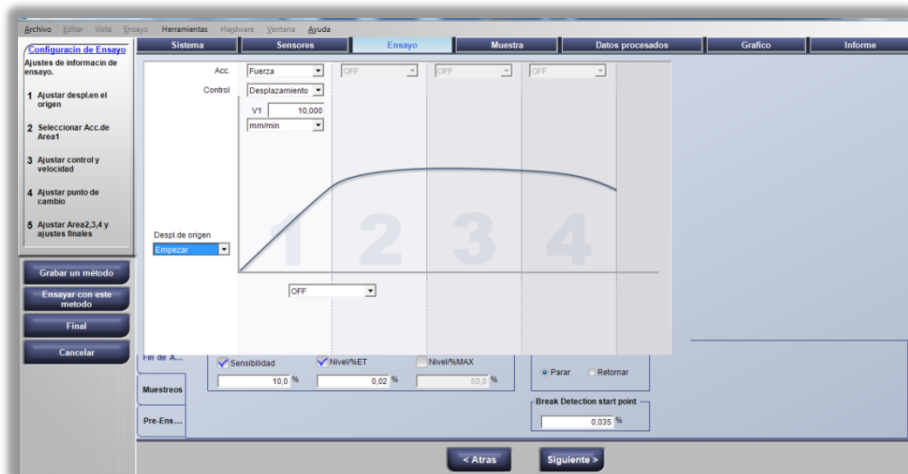 Archivo Editar Vista Ensayo Herramientas Hardware Ventana Ayuda
Configuracin de Ensayo
Ajustes de informacin de
ensayo.
1 Ajustar despl.en el
origen
2 Seleccionar Acc.de
Area1
3 Ajustar control y
velocidad
4 Ajustar punto de
cambio
5 Ajustar Area2,3,4 y
ajustes finales
Grabar un método
Ensayar con este
metodo
Final
Cancelar
Sistema Sensores Ensayo Muestra Datos procesados Grafico Informe
Acc. Fuerza OFF OFF OFF
Control Desplazamiento
V1 10,000
mm/min
1 2 3 4
Despl.de origen
Empezar
OFF
Fin de A...
Muestreos
Pre-Ens...
Sensibilidad Nivel/%ET Nivel/%MAX
10,0 % 0,02 % 50,0 %
Parar Retornar
Break Detection start point
0,035 %
< Atras Siguiente >